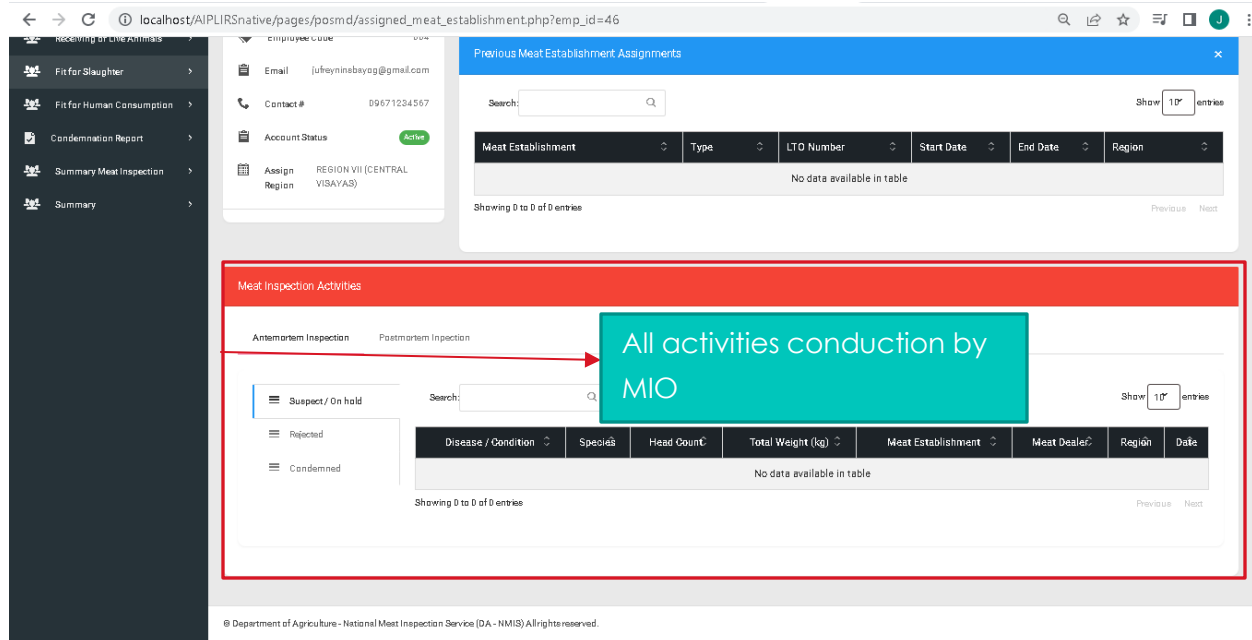 localhost/AIPLIRSnative/pages/posmd/assigned_meat_establishment.php?emp_id=46
J
Receiving of Live Animals
Fit for Slaughter
Fit for Human Consumption
Condemnation Report
Summary Meat Inspection
Summary
Employee Code
Email jufreyninsbayag@gmail.com
Contact # 09671234567
Account Status Active
Assign Region REGION VII (CENTRAL VISAYAS)
Previous Meat Establishment Assignments ×
Search: Show 10 entries
Meat Establishment Type LTO Number Start Date End Date Region
No data available in table
Showing 0 to 0 of 0 entries Previous Next
Meat Inspection Activities
Antemortem Inspection Postmortem Inpection
All activities conduction by
MIO
Suspect / On hold
Rejected
Condemned
Search: Show 10 entries
Disease / Condition Species Head Count Total Weight (kg) Meat Establishment Meat Dealer Region Date
No data available in table
Showing 0 to 0 of 0 entries Previous Next
© Department of Agriculture - National Meat Inspection Service (DA - NMIS) All rights reserved.